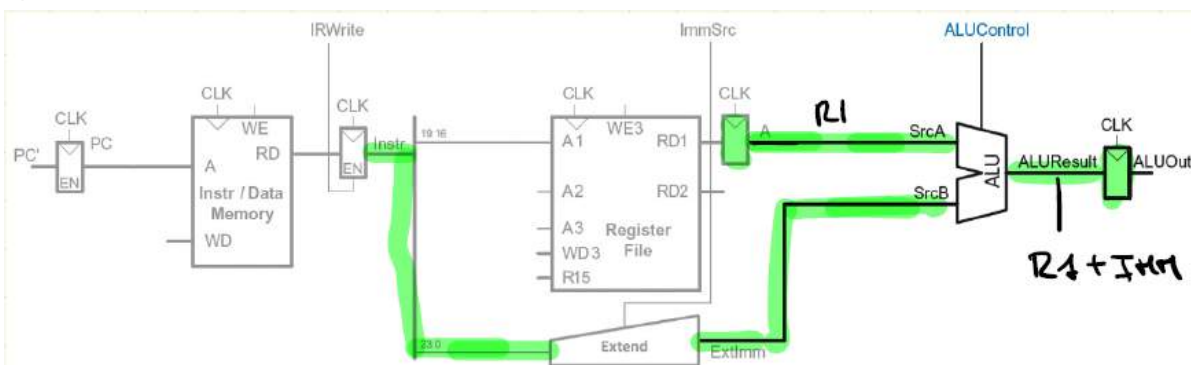 IRWrite ImmSrc ALUControl
CLK CLK CLK CLK CLK CLK
PC' PC EN
WE
A RD
Instr / Data
Memory
WD
EN
Instr
19:16
A1 WE3 RD1
A2 RD2
A3
WD3
R15
Register
File
A R1 SrcA
SrcB
ALU
ALUResult ALUOut
R1 + IMM
23:0
Extend
ExtImm